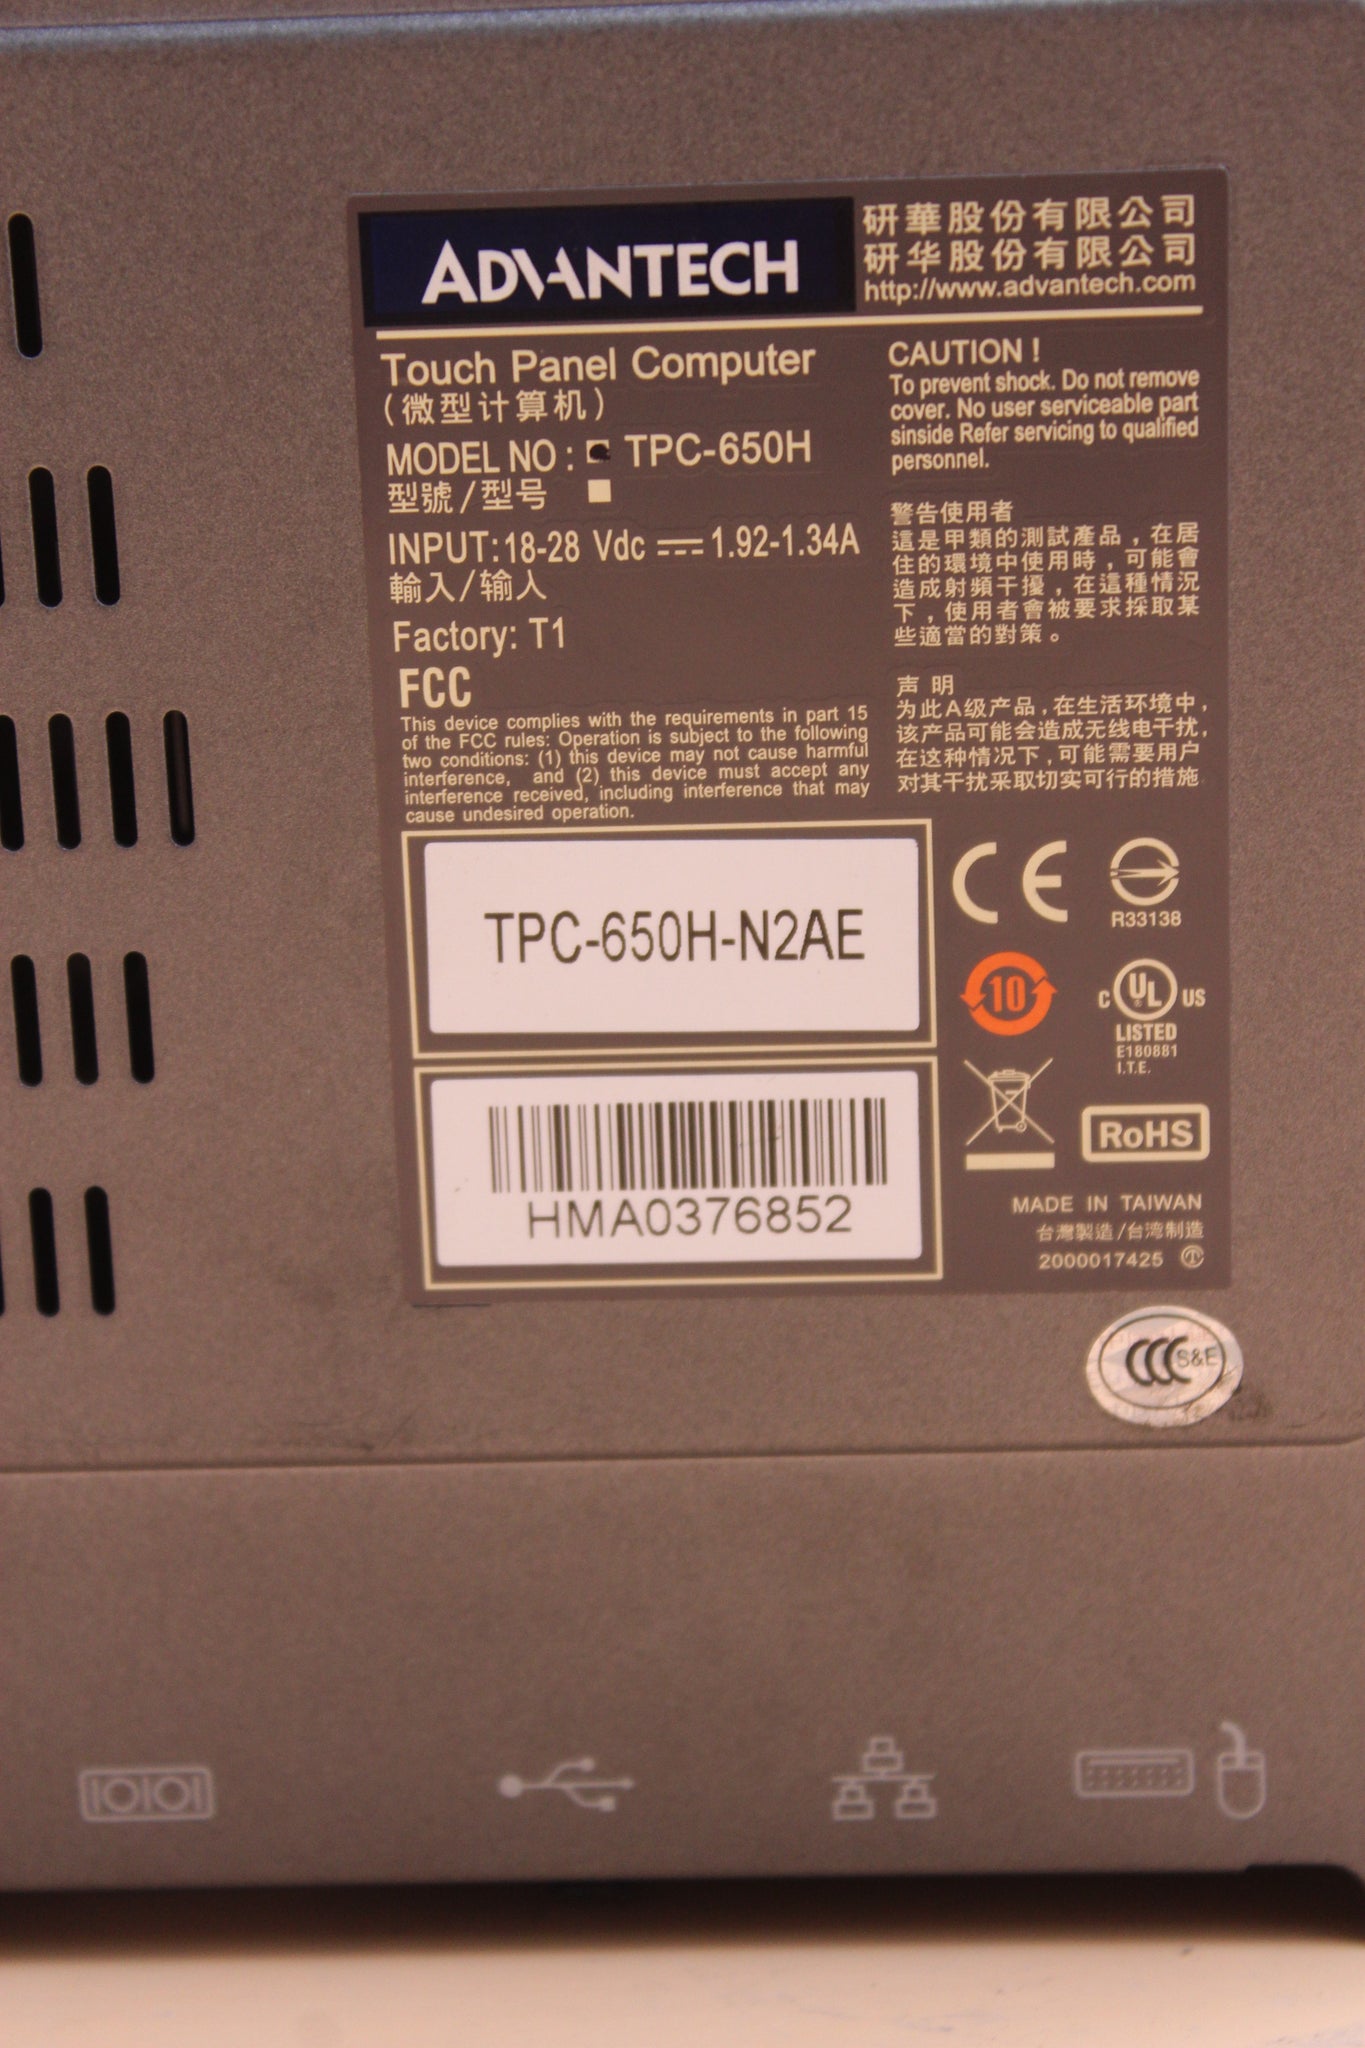 ADVANTECH
研華股份有限公司
研华股份有限公司
http://www.advantech.com
Touch Panel Computer
(微型计算机)
MODEL NO : TPC-650H
型號/型号
INPUT:18-28 Vdc 1.92-1.34A
輸入/输入
Factory: T1
FCC
This device complies with the requirements in part 15
of the FCC rules: Operation is subject to the following
two conditions: (1) this device may not cause harmful
interference, and (2) this device must accept any
interference received, including interference that may
cause undesired operation.
CAUTION !
To prevent shock. Do not remove
cover. No user serviceable part
sinside Refer servicing to qualified
personnel.
警告使用者
這是甲類的測試產品，在居
住的環境中使用時，可能會
造成射頻干擾，在這種情況
下，使用者會被要求採取某
些適當的對策。
声 明
为此A级产品,在生活环境中,
该产品可能会造成无线电干扰,
在这种情况下,可能需要用户
对其干扰采取切实可行的措施
TPC-650H-N2AE
HMA0376852
CE
R33138
10
C UL US
®
LISTED
E180881
I.T.E.
RoHS
MADE IN TAIWAN
台灣製造/台湾制造
2000017425
CCC S&E
IOIOI